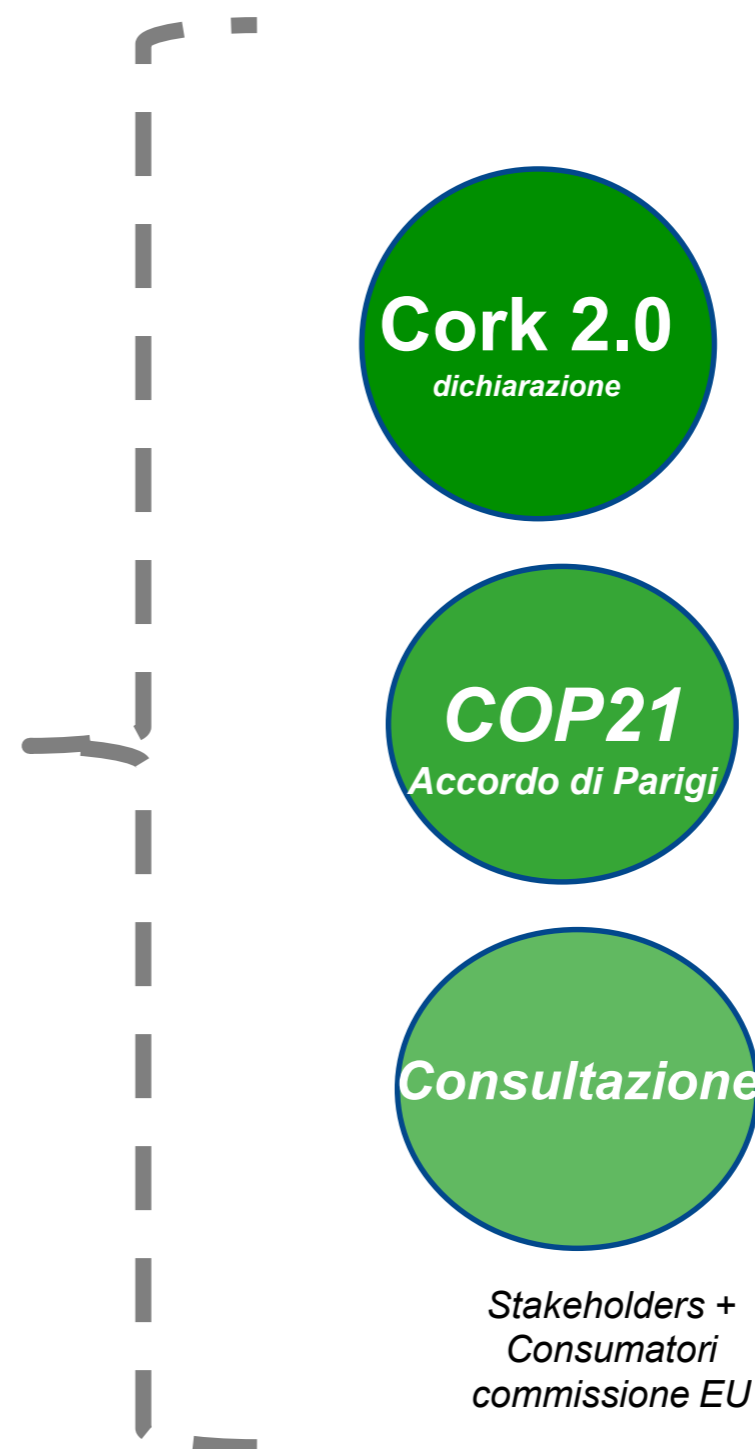 Cork 2.0
dichiarazione
COP21
Accordo di Parigi
Consultazione
Stakeholders +
Consumatori
commissione EU